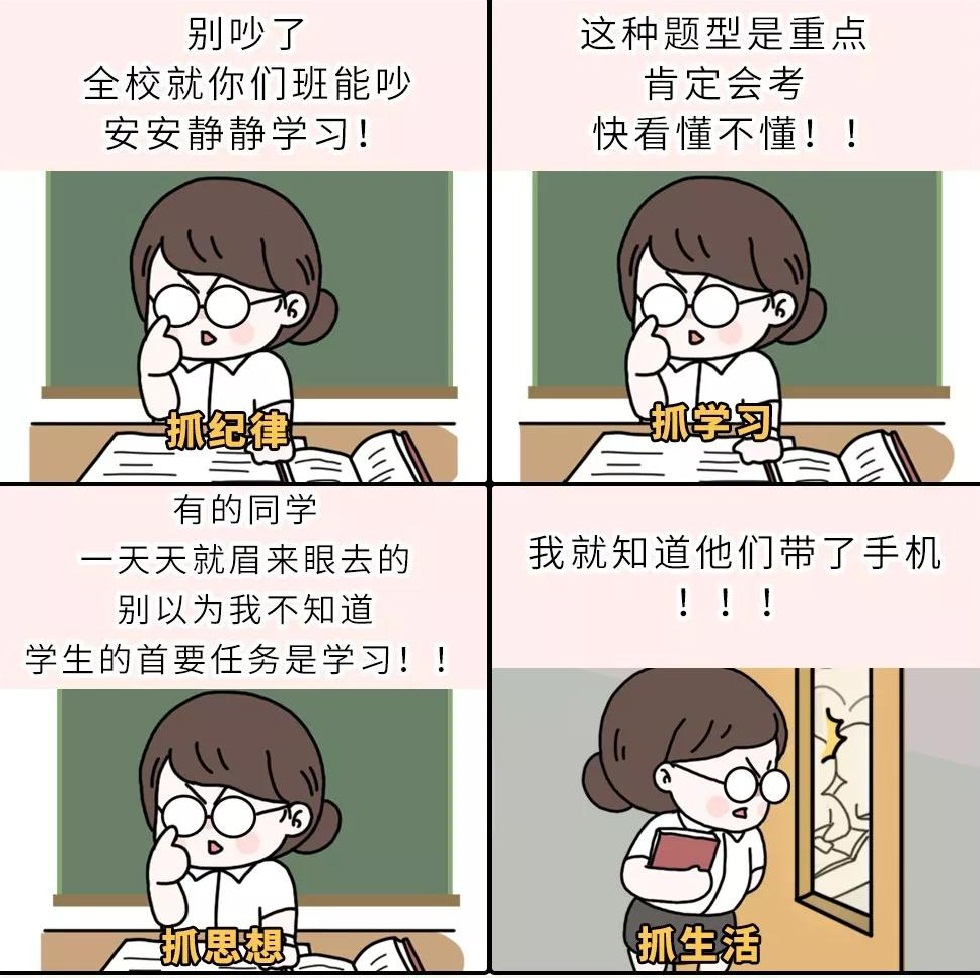 别吵了
全校就你们班能吵
安安静静学习！
抓纪律
这种题型是重点
肯定会考
快看懂不懂！！
抓学习
有的同学
一天天就眉来眼去的
别以为我不知道
学生的首要任务是学习！！
抓思想
我就知道他们带了手机
！！！
抓生活